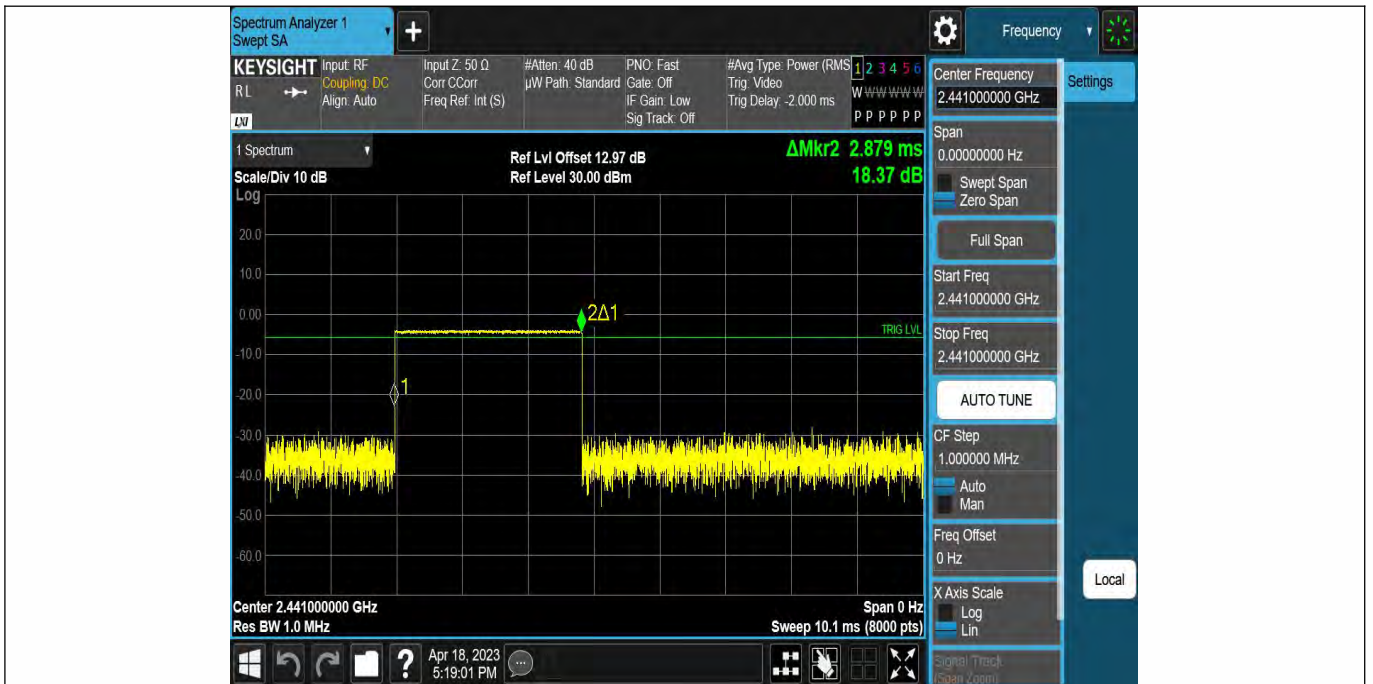 Spectrum Analyzer 1
Swept SA
+
Frequency
KEYSIGHT
RL
LXI
Input: RF
Coupling: DC
Align: Auto
Input Z: 50 Ω
Corr CCorr
Freq Ref: Int (S)
#Atten: 40 dB
µW Path: Standard
PNO: Fast
Gate: Off
IF Gain: Low
Sig Track: Off
#Avg Type: Power (RMS
Trig: Video
Trig Delay: -2.000 ms
1 2 3 4 5 6
W W W W W W
P P P P P P
1 Spectrum
Scale/Div 10 dB
Log
Ref Lvl Offset 12.97 dB
Ref Level 30.00 dBm
ΔMkr2 2.879 ms
18.37 dB
20.0
10.0
0.00
-10.0
-20.0
-30.0
-40.0
-50.0
-60.0
2Δ1
TRIG LVL
1
Center 2.441000000 GHz
Res BW 1.0 MHz
Span 0 Hz
Sweep 10.1 ms (8000 pts)
Center Frequency
2.441000000 GHz
Settings
Span
0.00000000 Hz
Swept Span
Zero Span
Full Span
Start Freq
2.441000000 GHz
Stop Freq
2.441000000 GHz
AUTO TUNE
CF Step
1.000000 MHz
Auto
Man
Freq Offset
0 Hz
X Axis Scale
Log
Lin
Signal Track
(Span Zoom)
Local
?
Apr 18, 2023
5:19:01 PM